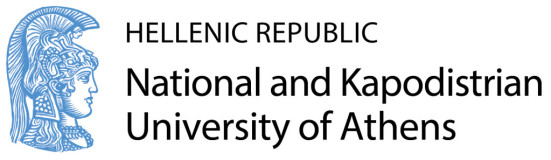 HELLENIC REPUBLIC
National and Kapodistrian
University of Athens